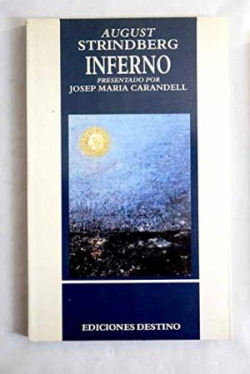 AUGUST
STRINDBERG
INFERNO
PRESENTADO POR
JOSEP MARIA CARANDELL
EDICIONES DESTINO